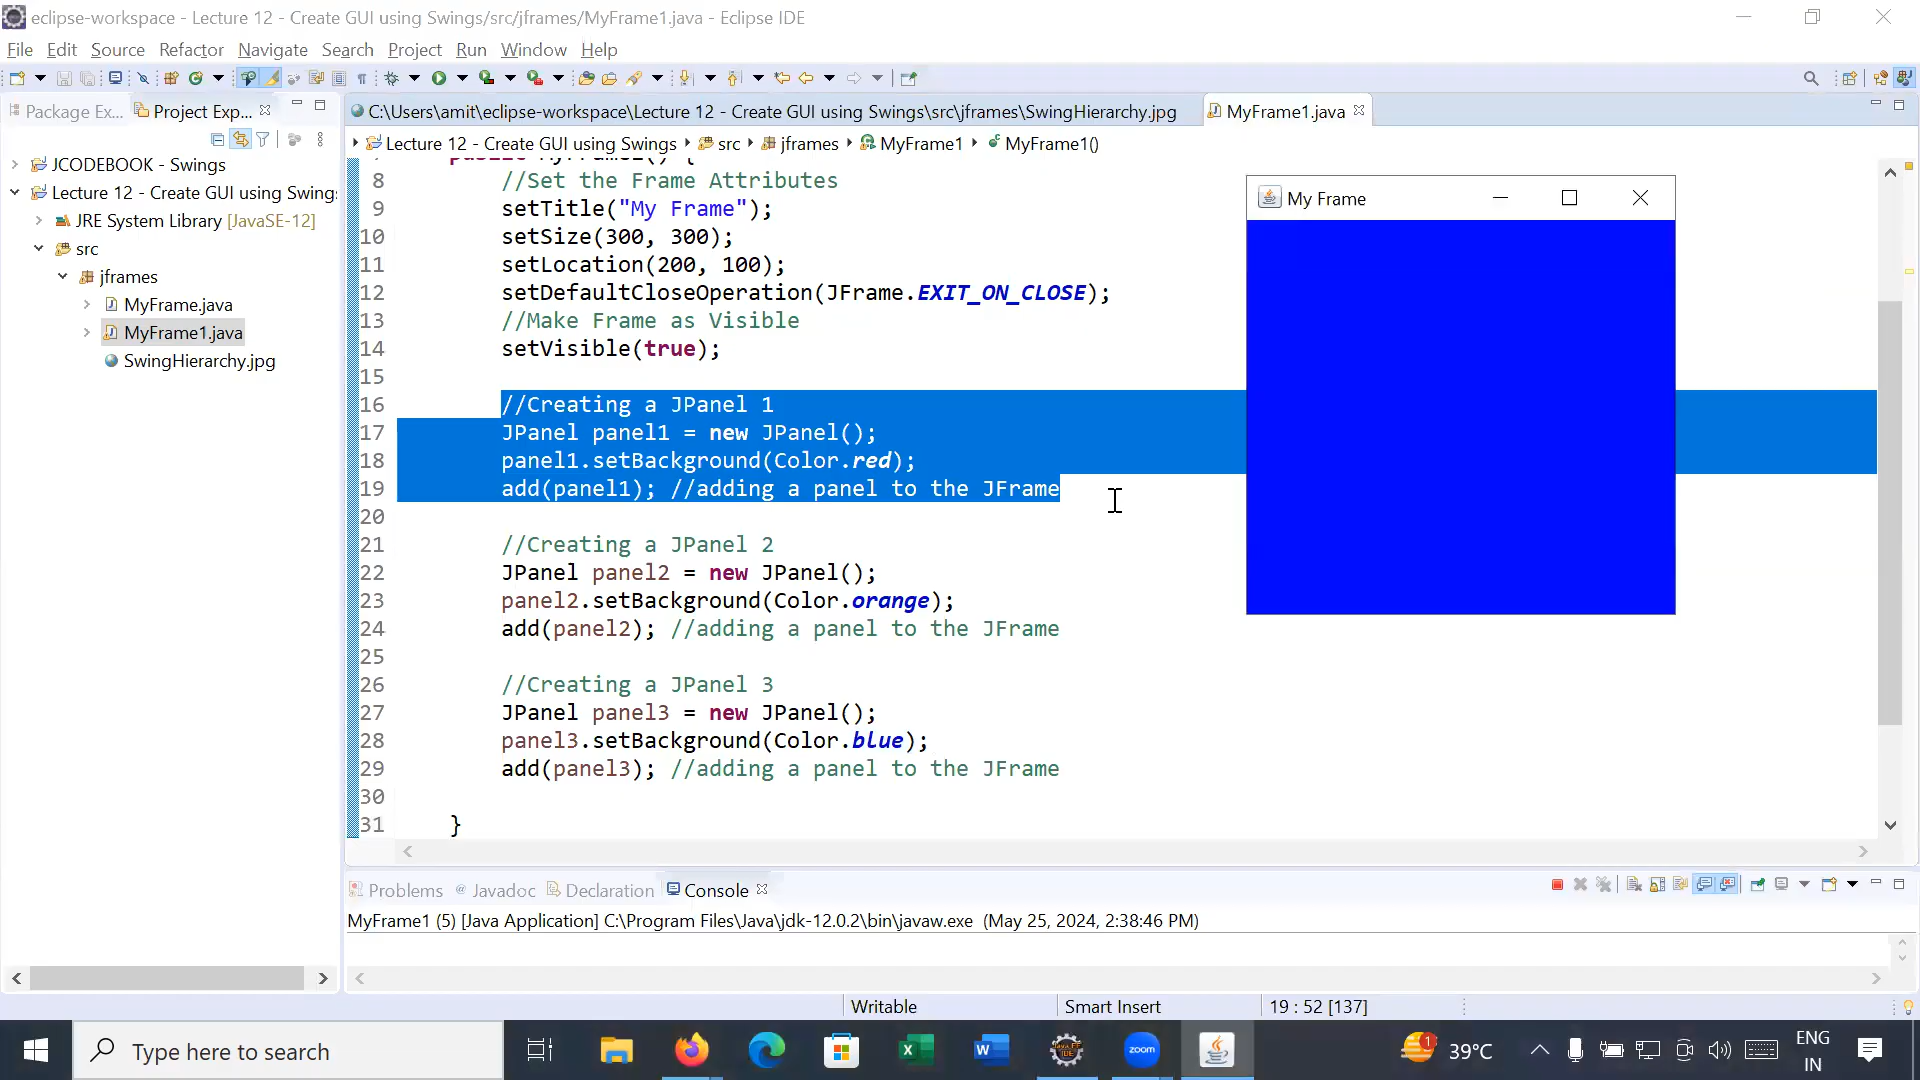 eclipse-workspace - Lecture 12 - Create GUI using Swings/src/jframes/MyFrame1.java - Eclipse IDE
File Edit Source Refactor Navigate Search Project Run Window Help
Package Ex... Project Exp...
C:\Users\amit\eclipse-workspace\Lecture 12 - Create GUI using Swings\src\jframes\SwingHierarchy.jpg MyFrame1.java
Lecture 12 - Create GUI using Swings src jframes MyFrame1 MyFrame1()
JCODEBOOK - Swings
Lecture 12 - Create GUI using Swing
JRE System Library [JavaSE-12]
src
jframes
MyFrame.java
MyFrame1.java
SwingHierarchy.jpg
8 //Set the Frame Attributes
9 setTitle("My Frame");
10 setSize(300, 300);
11 setLocation(200, 100);
12 setDefaultCloseOperation(JFrame.EXIT_ON_CLOSE);
13 //Make Frame as Visible
14 setVisible(true);
15
16 //Creating a JPanel 1
17 JPanel panel1 = new JPanel();
18 panel1.setBackground(Color.red);
19 add(panel1); //adding a panel to the JFrame
20
21 //Creating a JPanel 2
22 JPanel panel2 = new JPanel();
23 panel2.setBackground(Color.orange);
24 add(panel2); //adding a panel to the JFrame
25
26 //Creating a JPanel 3
27 JPanel panel3 = new JPanel();
28 panel3.setBackground(Color.blue);
29 add(panel3); //adding a panel to the JFrame
30
31 }
My Frame
Problems Javadoc Declaration Console
MyFrame1 (5) [Java Application] C:\Program Files\Java\jdk-12.0.2\bin\javaw.exe (May 25, 2024, 2:38:46 PM)
Writable Smart Insert 19 : 52 [137]
Type here to search
zoom
1
39°C
ENG
IN